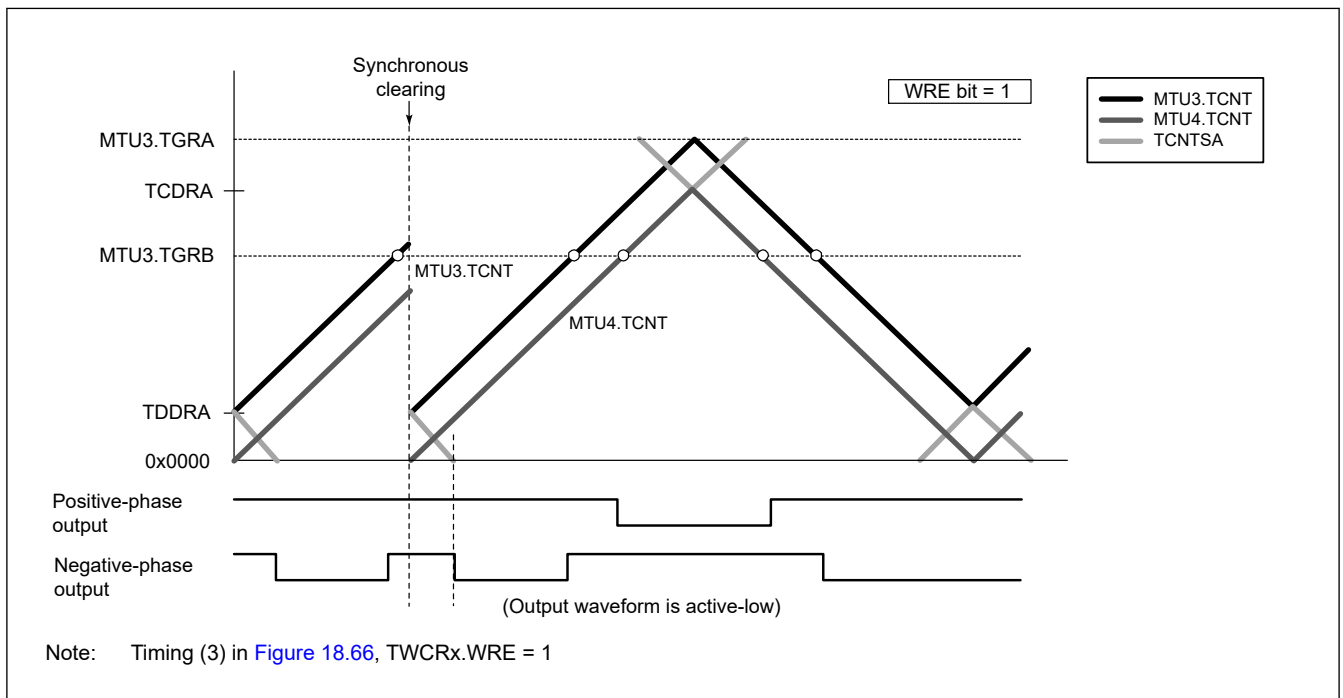 Synchronous
clearing
WRE bit = 1
MTU3.TCNT
MTU4.TCNT
TCNTSA
MTU3.TGRA
TCDRA
MTU3.TGRB
MTU3.TCNT
MTU4.TCNT
TDDRA
0x0000
Positive-phase
output
Negative-phase
output
(Output waveform is active-low)
Note: Timing (3) in Figure 18.66, TWCRx.WRE = 1